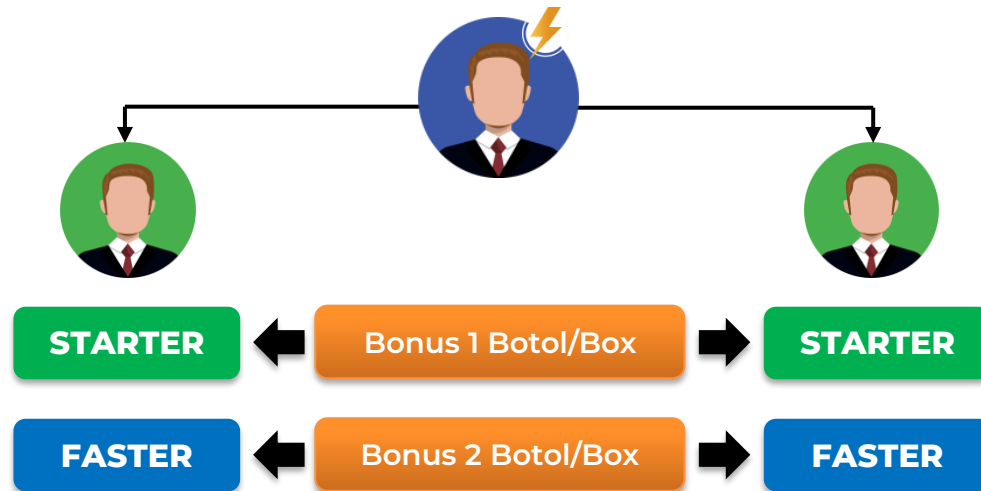 STARTER
Bonus 1 Botol/Box
STARTER
FASTER
Bonus 2 Botol/Box
FASTER